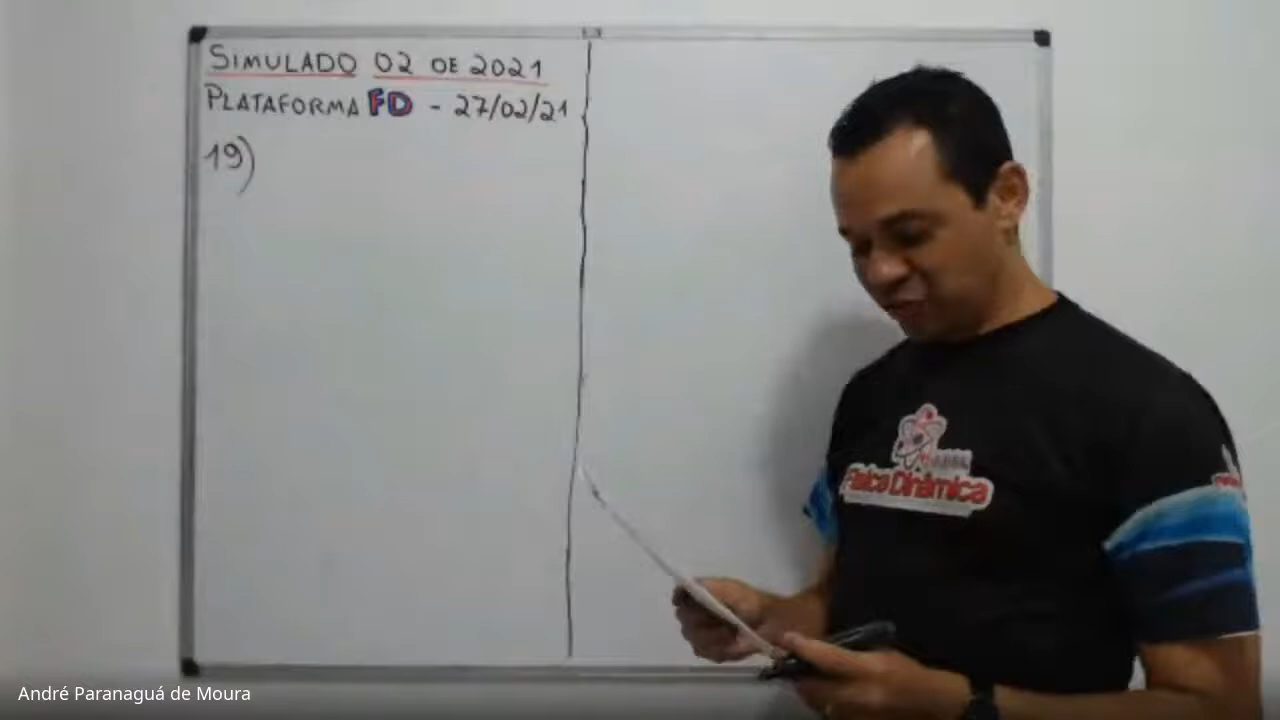 SIMULADO 02 DE 2021
PLATAFORMA FD - 27/02/21
19)
Física Dinâmica
André Paranaguá de Moura